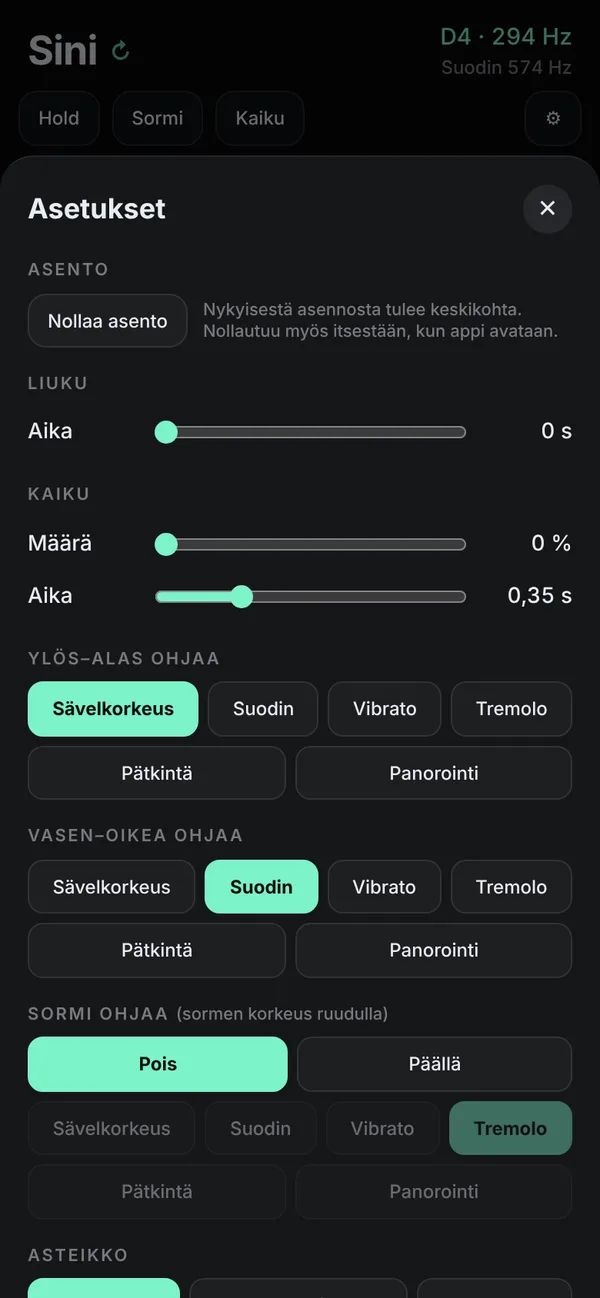 Sini
D4 · 294 Hz
Suodin 574 Hz
Hold
Sormi
Kaiku
Asetukset
ASENTO
Nollaa asento
Nykyisestä asennosta tulee keskikohta.
Nollautuu myös itsestään, kun appi avataan.
LIUKU
Aika 0 s
KAIKU
Määrä 0 %
Aika 0,35 s
YLÖS–ALAS OHJAA
Sävelkorkeus Suodin Vibrato Tremolo
Pätkintä Panorointi
VASEN–OIKEA OHJAA
Sävelkorkeus Suodin Vibrato Tremolo
Pätkintä Panorointi
SORMI OHJAA (sormen korkeus ruudulla)
Pois Päällä
Sävelkorkeus Suodin Vibrato Tremolo
Pätkintä Panorointi
ASTEIKKO